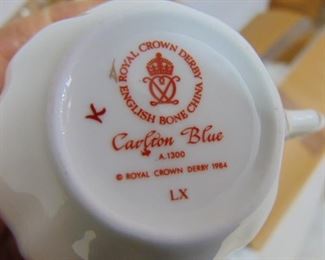 ROYAL CROWN DERBY
ENGLISH BONE CHINA
K
Carlton Blue
A.1300
© ROYAL CROWN DERBY 1984
LX